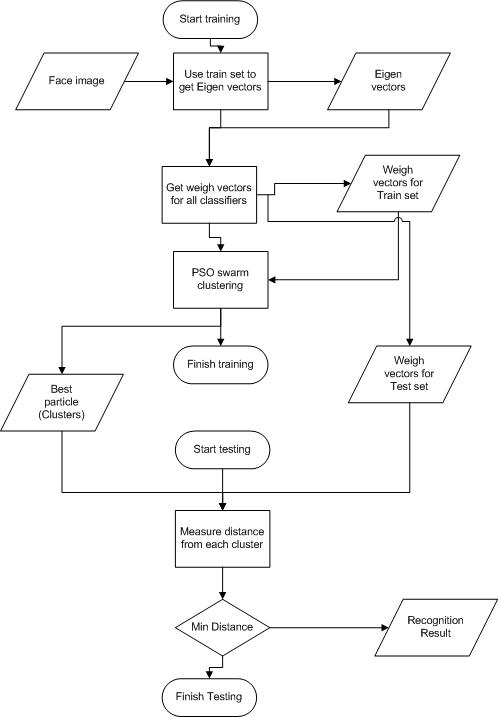 Start training
Face image
Use train set to
get Eigen vectors
Eigen
vectors
Get weigh vectors
for all classifiers
Weigh
vectors for
Train set
PSO swarm
clustering
Finish training
Weigh
vectors for
Test set
Best
particle
(Clusters)
Start testing
Measure distance
from each cluster
Min Distance
Recognition
Result
Finish Testing